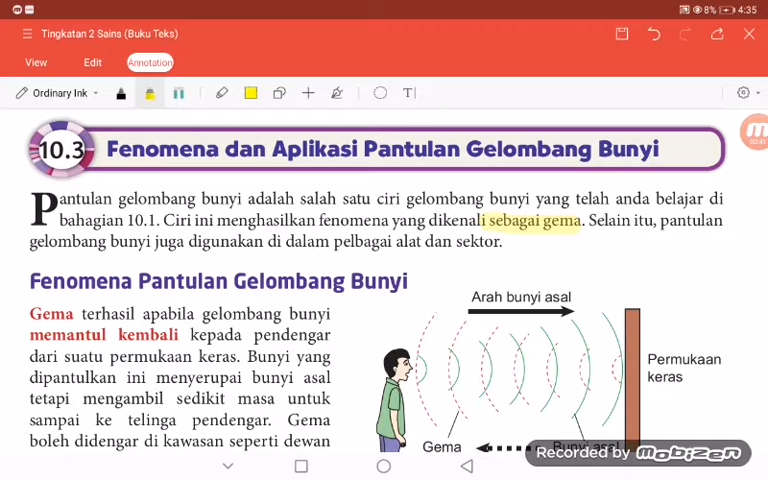 8% 4:35
Tingkatan 2 Sains (Buku Teks)
View Edit Annotation
Ordinary Ink T
00:41
10.3 Fenomena dan Aplikasi Pantulan Gelombang Bunyi
Pantulan gelombang bunyi adalah salah satu ciri gelombang bunyi yang telah anda belajar di
bahagian 10.1. Ciri ini menghasilkan fenomena yang dikenali sebagai gema. Selain itu, pantulan
gelombang bunyi juga digunakan di dalam pelbagai alat dan sektor.
Fenomena Pantulan Gelombang Bunyi
Gema terhasil apabila gelombang bunyi
memantul kembali kepada pendengar
dari suatu permukaan keras. Bunyi yang
dipantulkan ini menyerupai bunyi asal
tetapi mengambil sedikit masa untuk
sampai ke telinga pendengar. Gema
boleh didengar di kawasan seperti dewan
Arah bunyi asal
Permukaan
keras
Gema
Bunyi asal
Recorded by mobizen